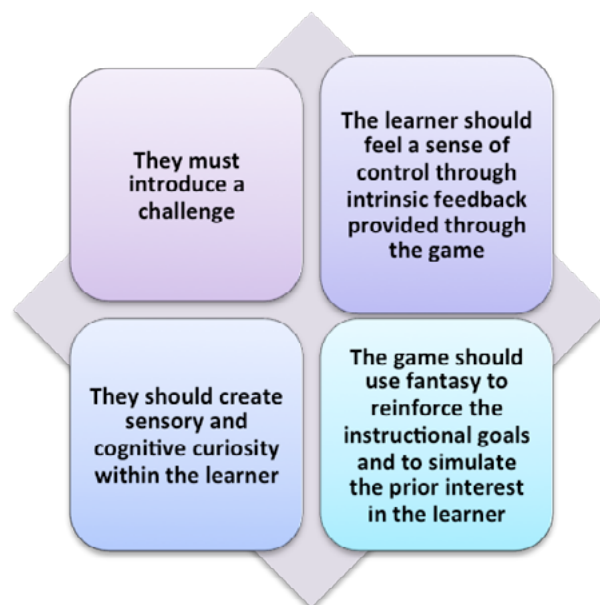 They must
introduce a
challenge
The learner should
feel a sense of
control through
intrinsic feedback
provided through
the game
They should create
sensory and
cognitive curiosity
within the learner
The game should
use fantasy to
reinforce the
instructional goals
and to simulate
the prior interest
in the learner